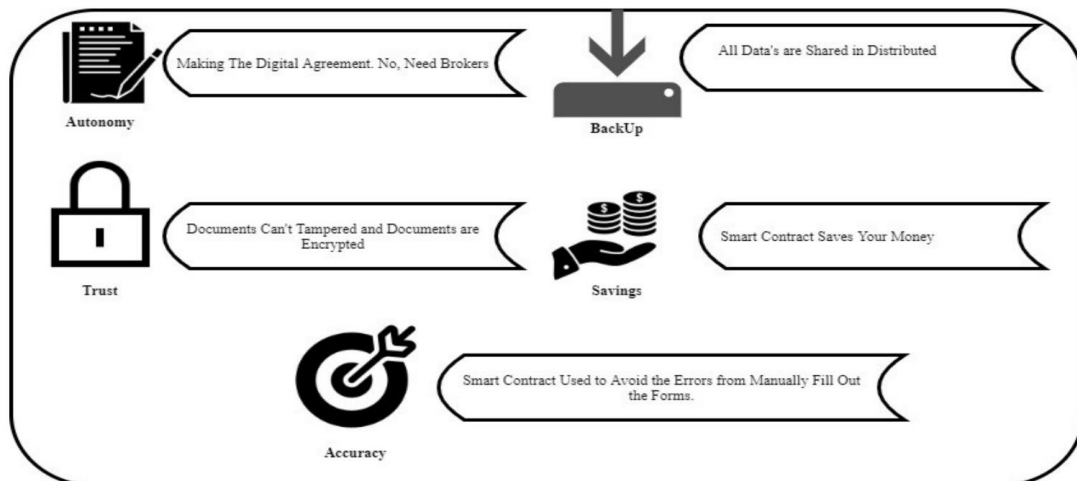 Making The Digital Agreement. No, Need Brokers
Autonomy
All Data's are Shared in Distributed
BackUp
Documents Can't Tampered and Documents are
Encrypted
Trust
$ $
Smart Contract Saves Your Money
Savings
Smart Contract Used to Avoid the Errors from Manually Fill Out
the Forms.
Accuracy